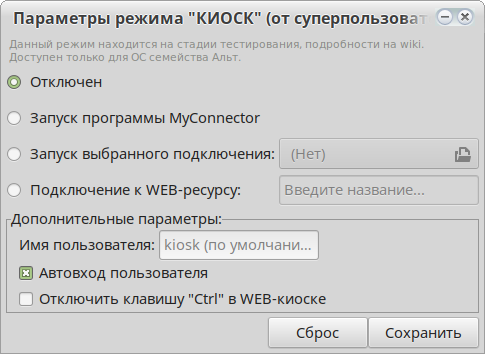 Параметры режима "КИОСК" (от суперпользоват
Данный режим находится на стадии тестирования, подробности на wiki.
Доступен только для ОС семейства Альт.
Отключен
Запуск программы MyConnector
Запуск выбранного подключения: (Нет)
Подключение к WEB-ресурсу: Введите название...
Дополнительные параметры:
Имя пользователя: kiosk (по умолчани...
Автовход пользователя
Отключить клавишу "Ctrl" в WEB-киоске
Сброс Сохранить